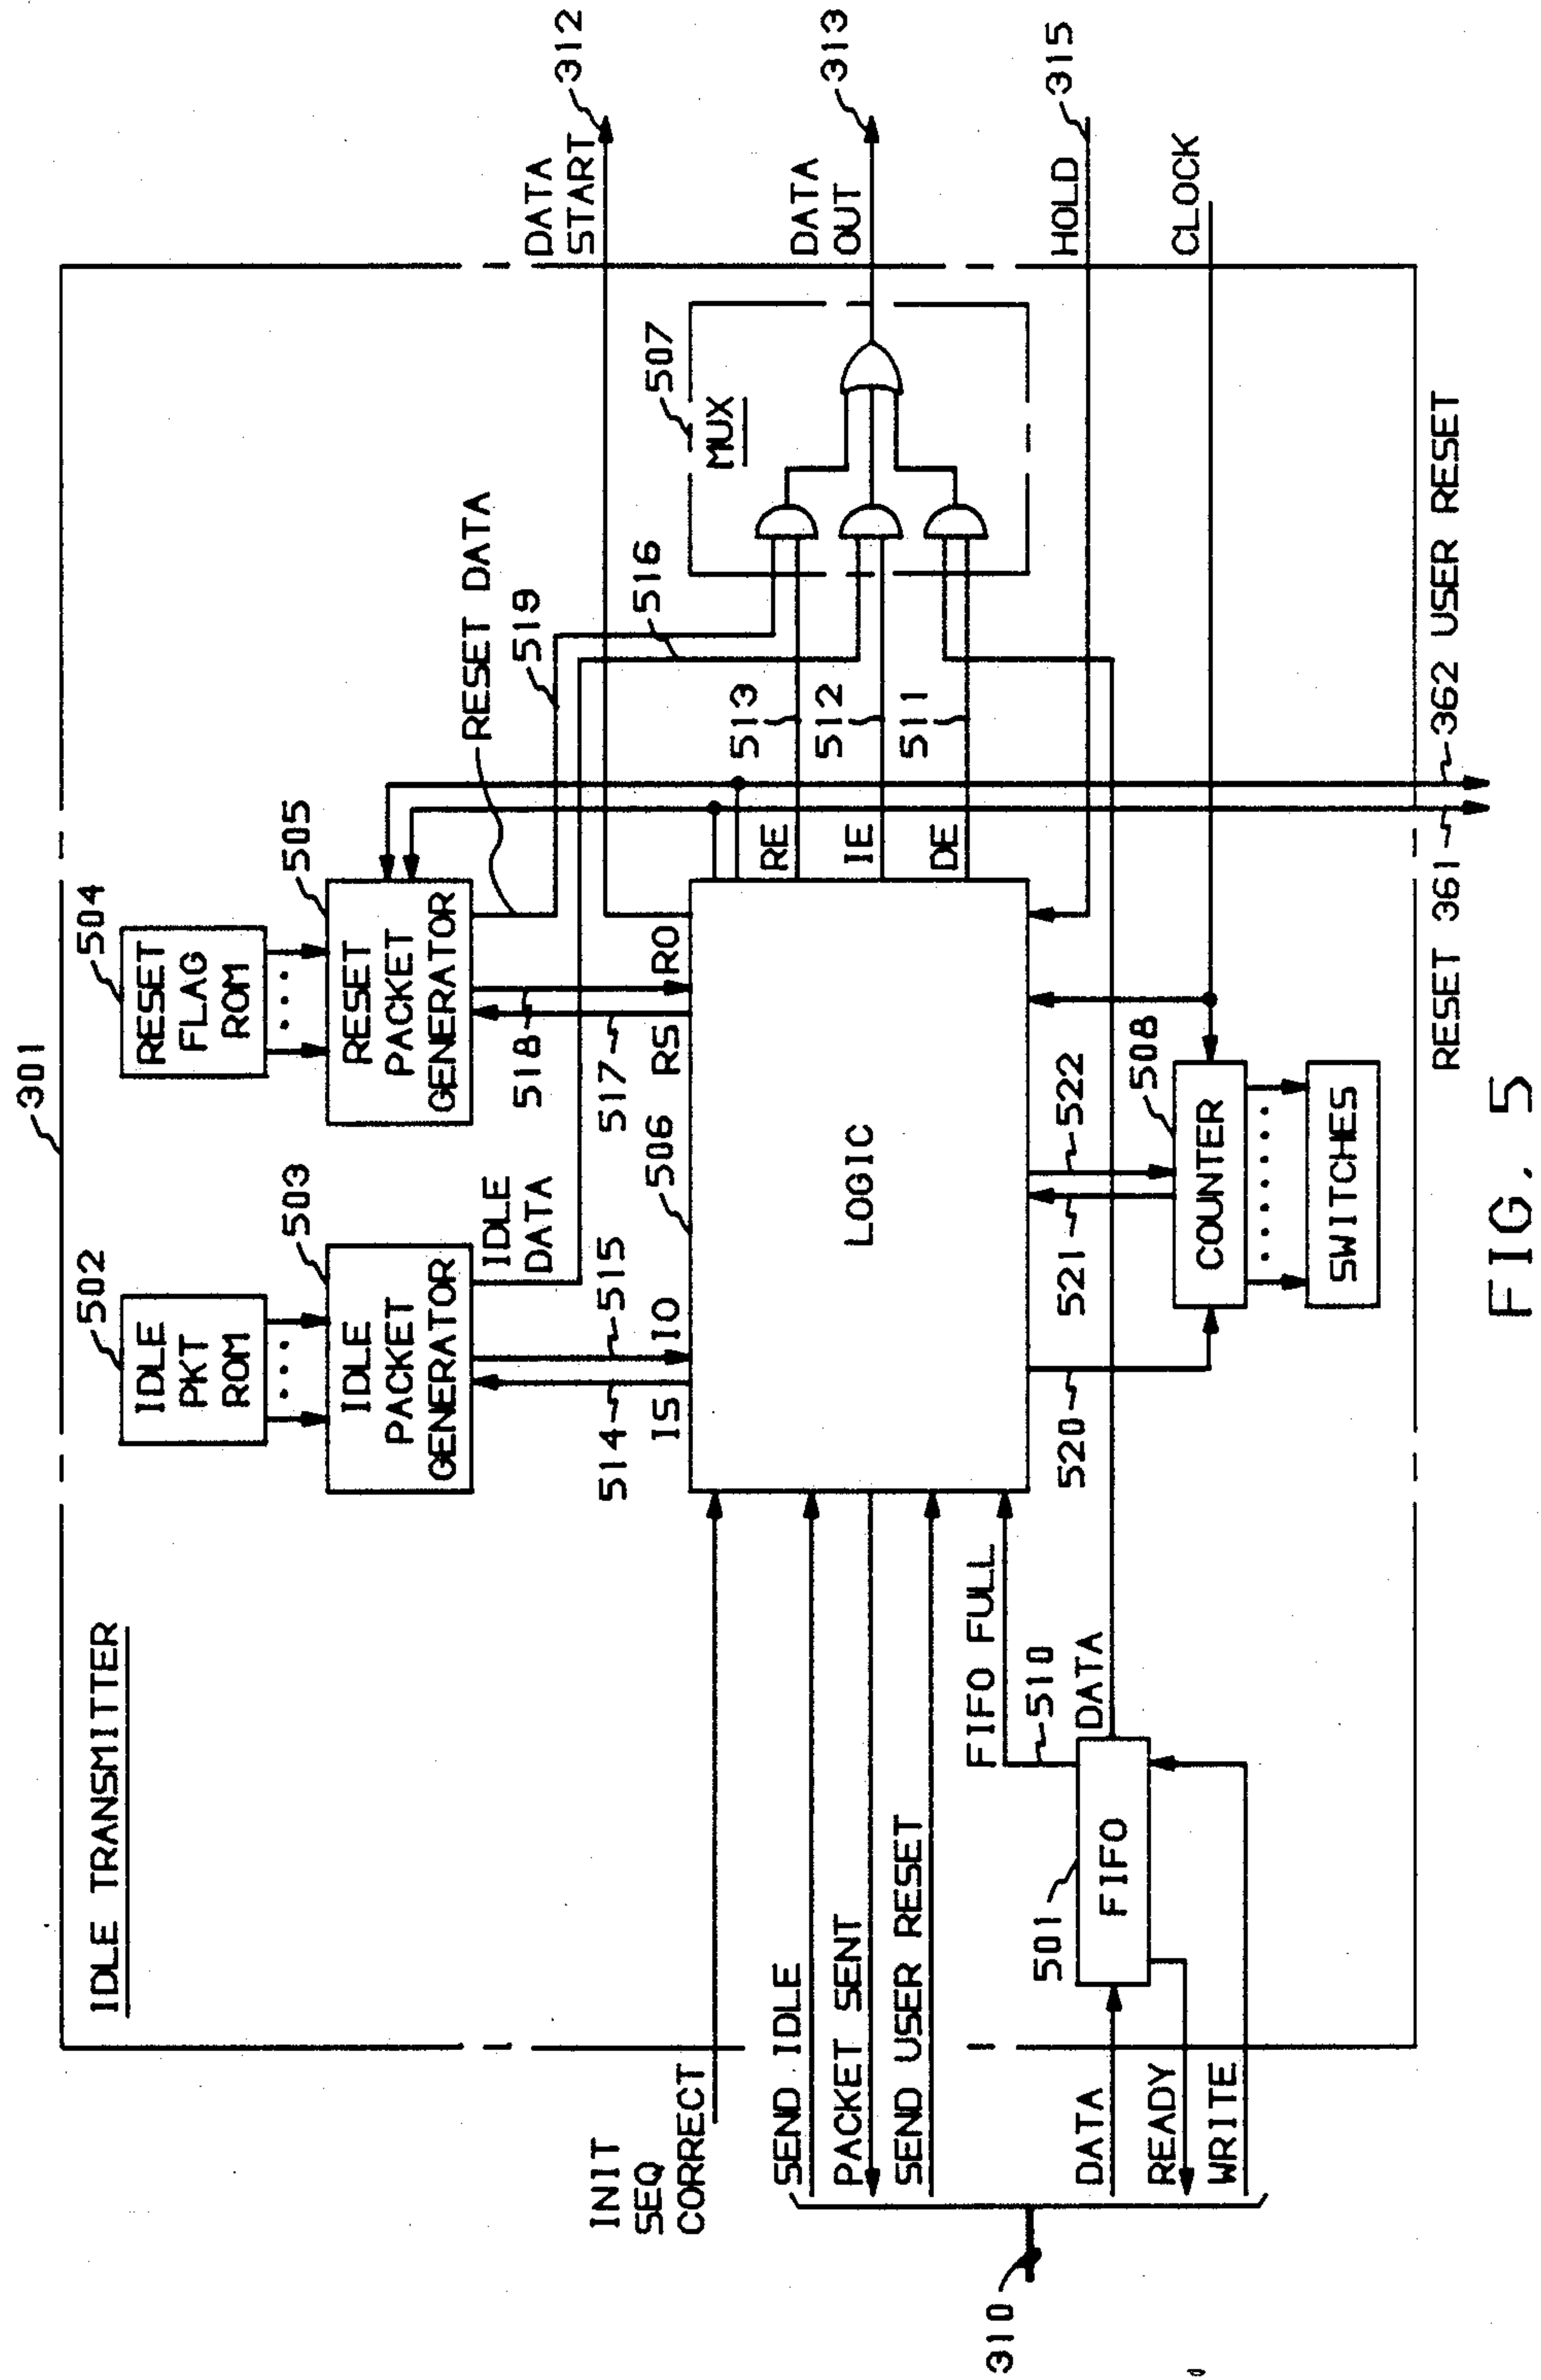 301
IDLE TRANSMITTER
502
IDLE
PKT
ROM
504
RESET
FLAG
ROM
503
IDLE
PACKET
GENERATOR
505
RESET
PACKET
GENERATOR
RESET DATA
519
IDLE
DATA
516
DATA
START
312
514
515
517
518
IS
IO
RS
RO
506
LOGIC
INIT
SEQ
CORRECT
SEND IDLE
PACKET SENT
SEND USER RESET
RE
513
IE
512
DE
511
507
MUX
DATA
OUT
313
FIFO FULL
510
501
FIFO
DATA
DATA
READY
WRITE
310
520
521
522
508
COUNTER
SWITCHES
HOLD
315
CLOCK
RESET 361
362 USER RESET
FIG. 5